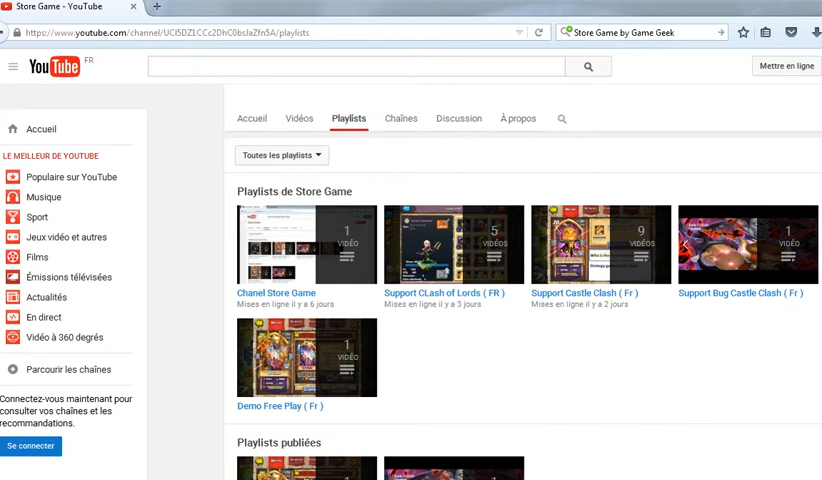 Store Game - YouTube
https://www.youtube.com/channel/UCI5DZ1CCc2DhC0bsJaZfn5A/playlists
Store Game by Game Geek
YouTube FR
Mettre en ligne
Accueil
Vidéos
Playlists
Chaînes
Discussion
À propos
Accueil
LE MEILLEUR DE YOUTUBE
Populaire sur YouTube
Musique
Sport
Jeux vidéo et autres
Films
Émissions télévisées
Actualités
En direct
Vidéo à 360 degrés
Parcourir les chaînes
Connectez-vous maintenant pour
consulter vos chaînes et les
recommandations.
Se connecter
Toutes les playlists
Playlists de Store Game
1
VIDÉO
Chanel Store Game
Mises en ligne il y a 6 jours
5
VIDÉOS
Support CLash of Lords ( FR )
Mises en ligne il y a 3 jours
9
VIDÉOS
Support Castle Clash ( Fr )
Mises en ligne il y a 2 jours
1
VIDÉO
Support Bug Castle Clash ( Fr )
1
VIDÉO
Demo Free Play ( Fr )
Playlists publiées